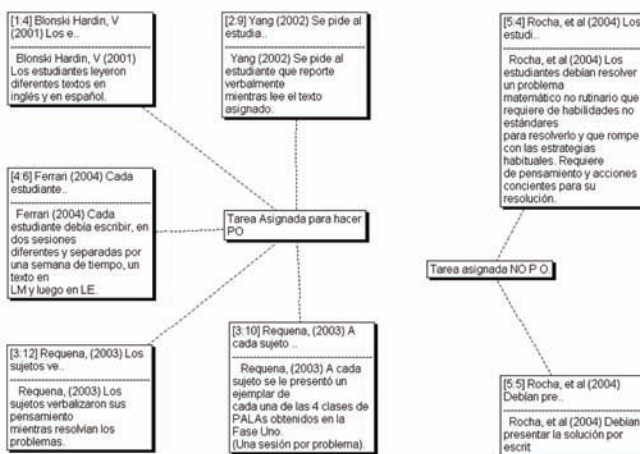 [1:4] Blonski Hardin, V
(2001) Los e..
Blonski Hardin, V (2001)
Los estudiantes leyeron
diferentes textos en
inglés y en español.
[2:9] Yang (2002) Se pide al
estudia..
Yang (2002) Se pide al
estudiante que reporte
verbalmente
mientras lee el texto
asignado.
[5:4] Rocha, et al (2004) Los
estudi..
Rocha, et al (2004) Los
estudiantes debían resolver
un problema
matemático no rutinario que
requiere de habilidades no
estándares
para resolverlo y que rompe
con las estrategias
habituales. Requiere
de pensamiento y acciones
concientes para su
resolución.
[4:6] Ferrari (2004) Cada
estudiante..
Ferrari (2004) Cada
estudiante debía escribir, en
dos sesiones
diferentes y separadas por
una semana de tiempo, un
texto en
LM y luego en LE.
Tarea Asignada para hacer
PO
Tarea asignada NO P O
[3:12] Requena, (2003) Los
sujetos ve..
Requena, (2003) Los
sujetos verbalizaron sus
pensamiento
mientras resolvían los
problemas.
[3:10] Requena, (2003) A
cada sujeto ..
Requena, (2003) A cada
sujeto se le presentó un
ejemplar de
cada una de las 4 clases de
PALAs obtenidos en la
Fase Uno.
(Una sesión por problema).
[5:5] Rocha, et al (2004)
Debían pre..
Rocha, et al (2004) Debían
presentar la solución por
escrit